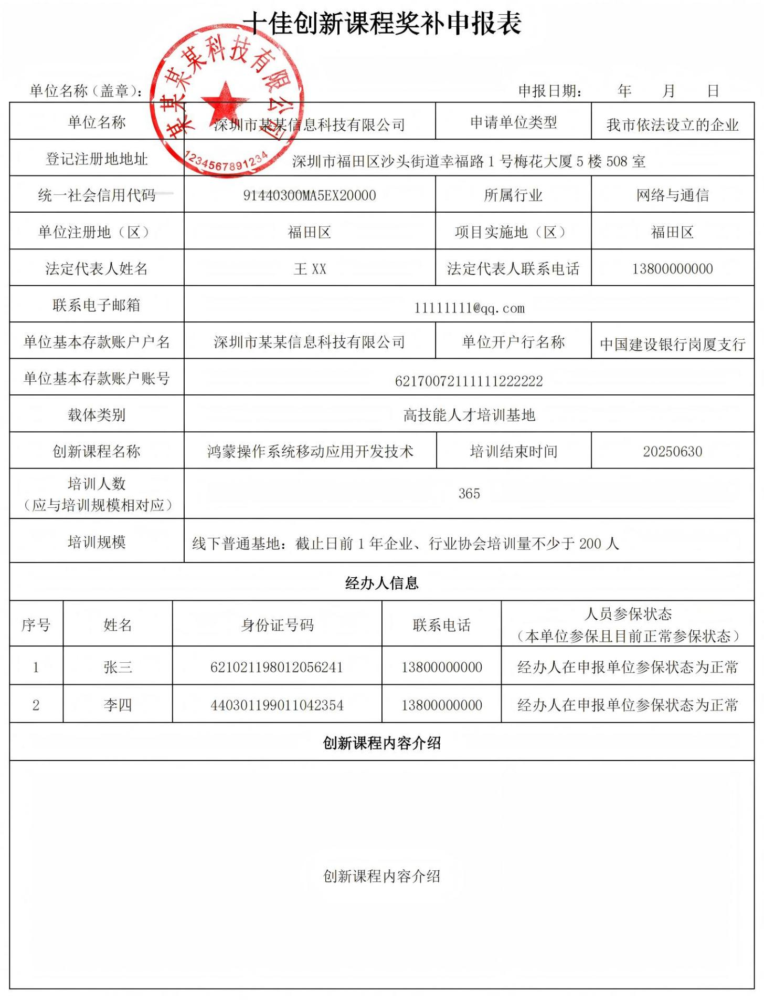 十佳创新课程奖补申报表
某某某某科技有限公司
1234567891234
单位名称（盖章）： 申报日期： 年 月 日
单位名称 深圳市某某信息科技有限公司 申请单位类型 我市依法设立的企业
登记注册地地址 深圳市福田区沙头街道幸福路 1 号梅花大厦 5 楼 508 室
统一社会信用代码 91440300MA5EX20000 所属行业 网络与通信
单位注册地（区） 福田区 项目实施地（区） 福田区
法定代表人姓名 王 XX 法定代表人联系电话 13800000000
联系电子邮箱 11111111@qq.com
单位基本存款账户户名 深圳市某某信息科技有限公司 单位开户行名称 中国建设银行岗厦支行
单位基本存款账户账号 62170072111111222222
载体类别 高技能人才培训基地
创新课程名称 鸿蒙操作系统移动应用开发技术 培训结束时间 20250630
培训人数
（应与培训规模相对应） 365
培训规模 线下普通基地：截止日前 1 年企业、行业协会培训量不少于 200 人
经办人信息
序号 姓名 身份证号码 联系电话 人员参保状态
（本单位参保且目前正常参保状态）
1 张三 621021198012056241 13800000000 经办人在申报单位参保状态为正常
2 李四 440301199011042354 13800000000 经办人在申报单位参保状态为正常
创新课程内容介绍
创新课程内容介绍